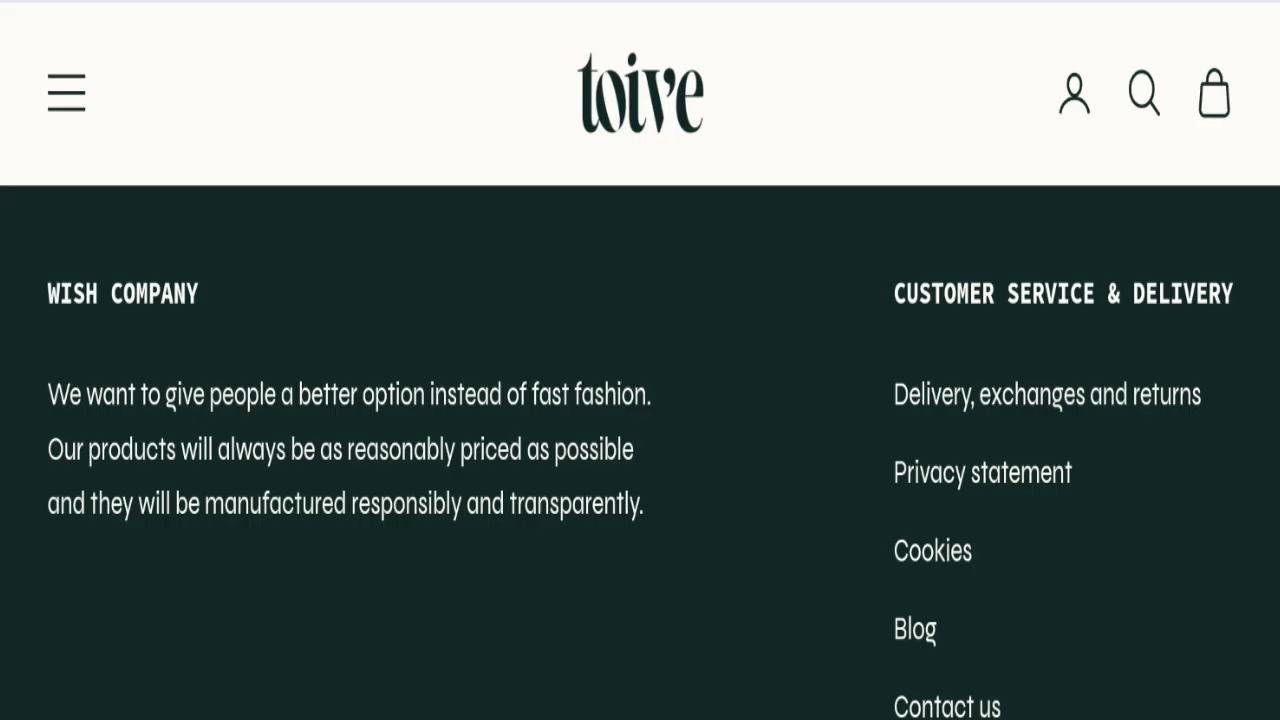 toive
WISH COMPANY
We want to give people a better option instead of fast fashion.
Our products will always be as reasonably priced as possible
and they will be manufactured responsibly and transparently.
CUSTOMER SERVICE & DELIVERY
Delivery, exchanges and returns
Privacy statement
Cookies
Blog
Contact us